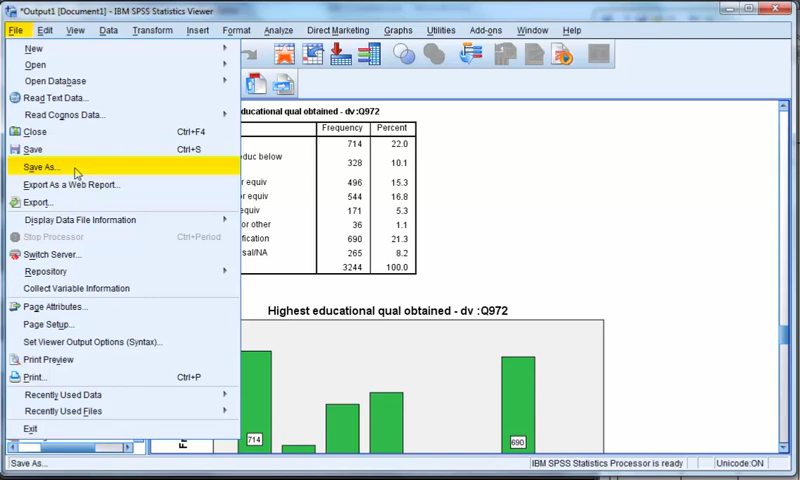 *Output1 [Document1] - IBM SPSS Statistics Viewer
File Edit View Data Transform Insert Format Analyze Direct Marketing Graphs Utilities Add-ons Window Help
New
Open
Open Database
Read Text Data...
Read Cognos Data...
Close Ctrl+F4
Save Ctrl+S
Save As...
Export As a Web Report...
Export...
Display Data File Information
Stop Processor Ctrl+Period
Switch Server...
Repository
Collect Variable Information
Page Attributes...
Page Setup...
Set Viewer Output Options (Syntax)...
Print Preview
Print... Ctrl+P
Recently Used Data
Recently Used Files
Exit
ducational qual obtained - dv :Q972
Frequency Percent
714 22.0
educ below 328 10.1
or equiv 496 15.3
or equiv 544 16.8
equiv 171 5.3
or other 36 1.1
fication 690 21.3
sal/NA 265 8.2
3244 100.0
Highest educational qual obtained - dv :Q972
714
690
Save As...
IBM SPSS Statistics Processor is ready
Unicode:ON